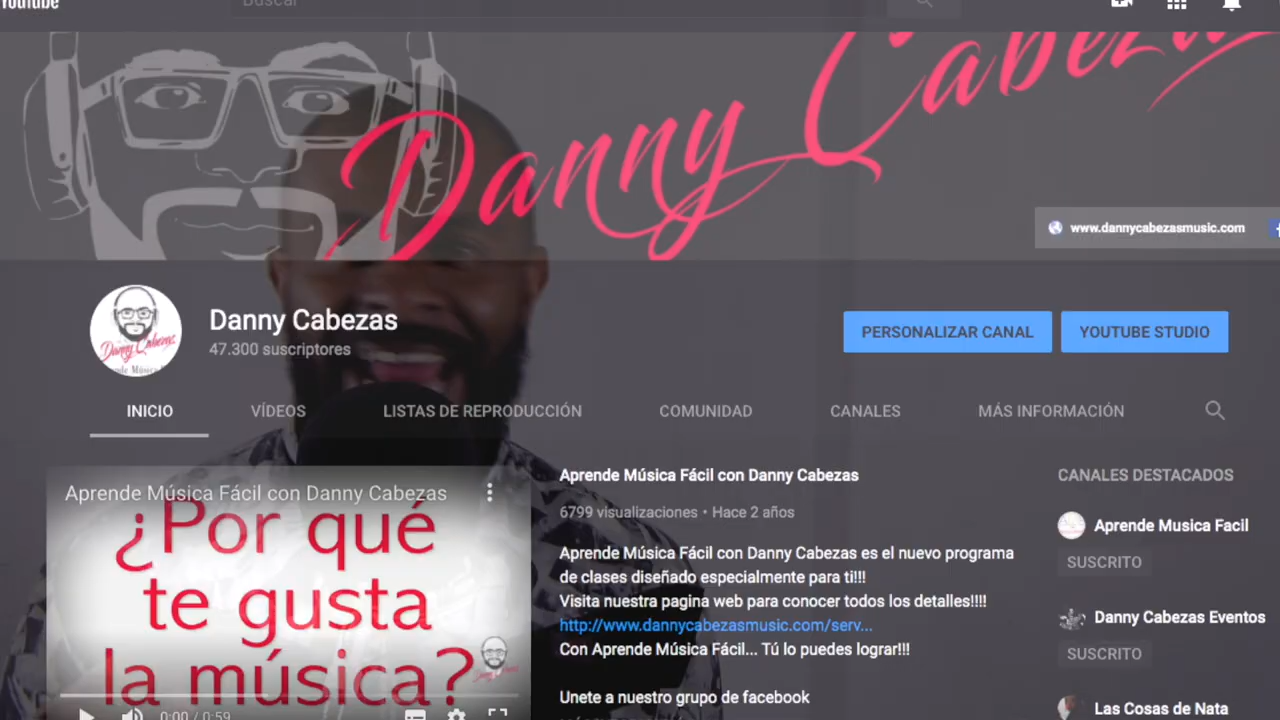 YouTube
Buscar
Danny Cabezas
www.dannycabezasmusic.com
Danny Cabezas
47.300 suscriptores
PERSONALIZAR CANAL
YOUTUBE STUDIO
INICIO
VÍDEOS
LISTAS DE REPRODUCCIÓN
COMUNIDAD
CANALES
MÁS INFORMACIÓN
Aprende Música Fácil con Danny Cabezas
¿Por qué
te gusta
la música?
0:00 / 0:59
Aprende Música Fácil con Danny Cabezas
6799 visualizaciones • Hace 2 años
Aprende Música Fácil con Danny Cabezas es el nuevo programa
de clases diseñado especialmente para ti!!!
Visita nuestra pagina web para conocer todos los detalles!!!!
http://www.dannycabezasmusic.com/serv...
Con Aprende Música Fácil... Tú lo puedes lograr!!!
Unete a nuestro grupo de facebook
CANALES DESTACADOS
Aprende Musica Facil
SUSCRITO
Danny Cabezas Eventos
SUSCRITO
Las Cosas de Nata